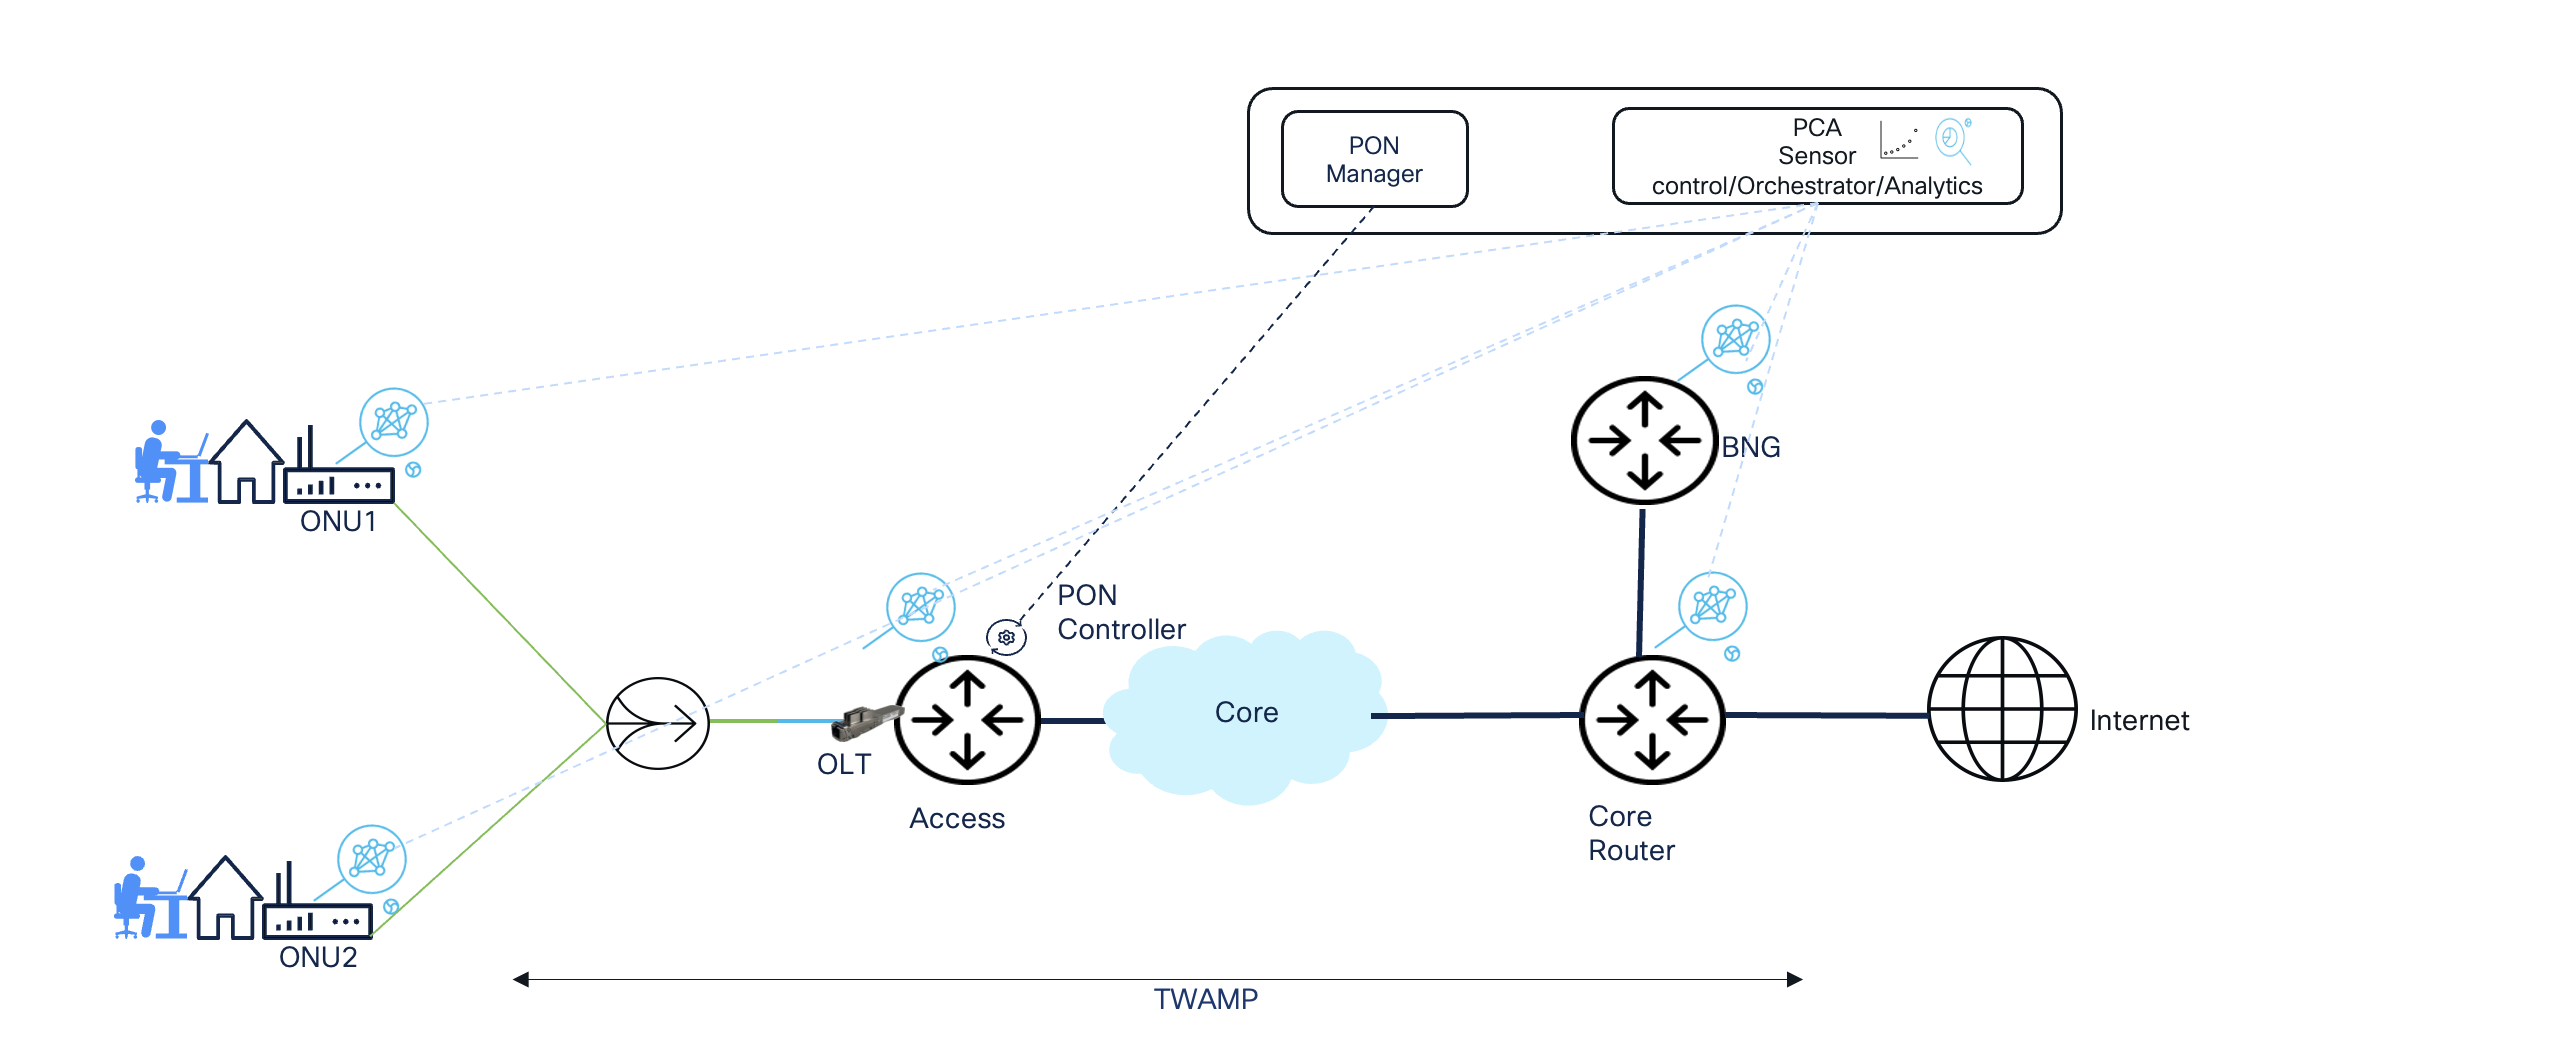 PON
Manager
PCA
Sensor
control/Orchestrator/Analytics
BNG
ONU1
PON
Controller
Core
Internet
OLT
Access
Core
Router
ONU2
TWAMP